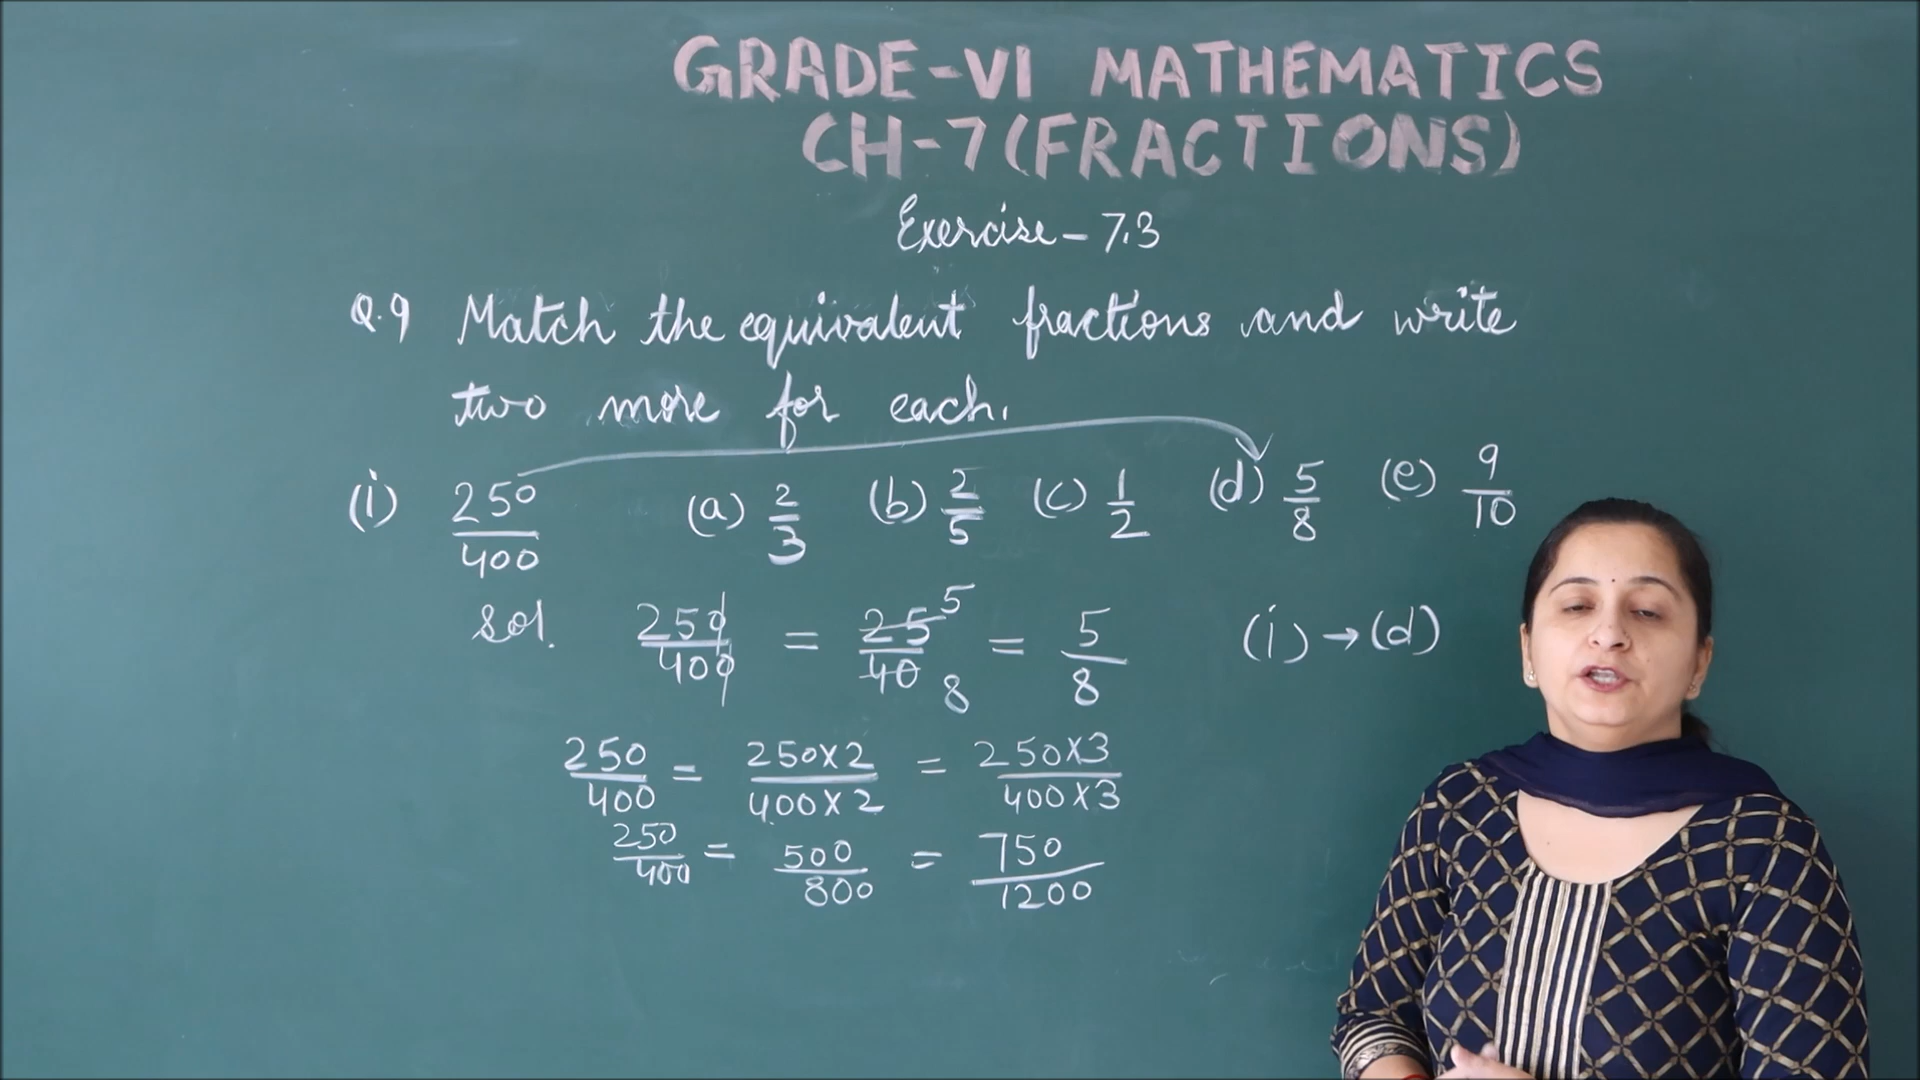 GRADE-VI MATHEMATICS
CH-7(FRACTIONS)
Exercise-7.3
Q.9 Match the equivalent fractions and write
two more for each.
(i) 250/400 (a) 2/3 (b) 2/5 (c) 1/2 (d) 5/8 (e) 9/10
Sol. 250/400 = 25/40 5/8 = 5/8 (i)→(d)
250/400 = 250×2/400×2 = 250×3/400×3
250/400 = 500/800 = 750/1200